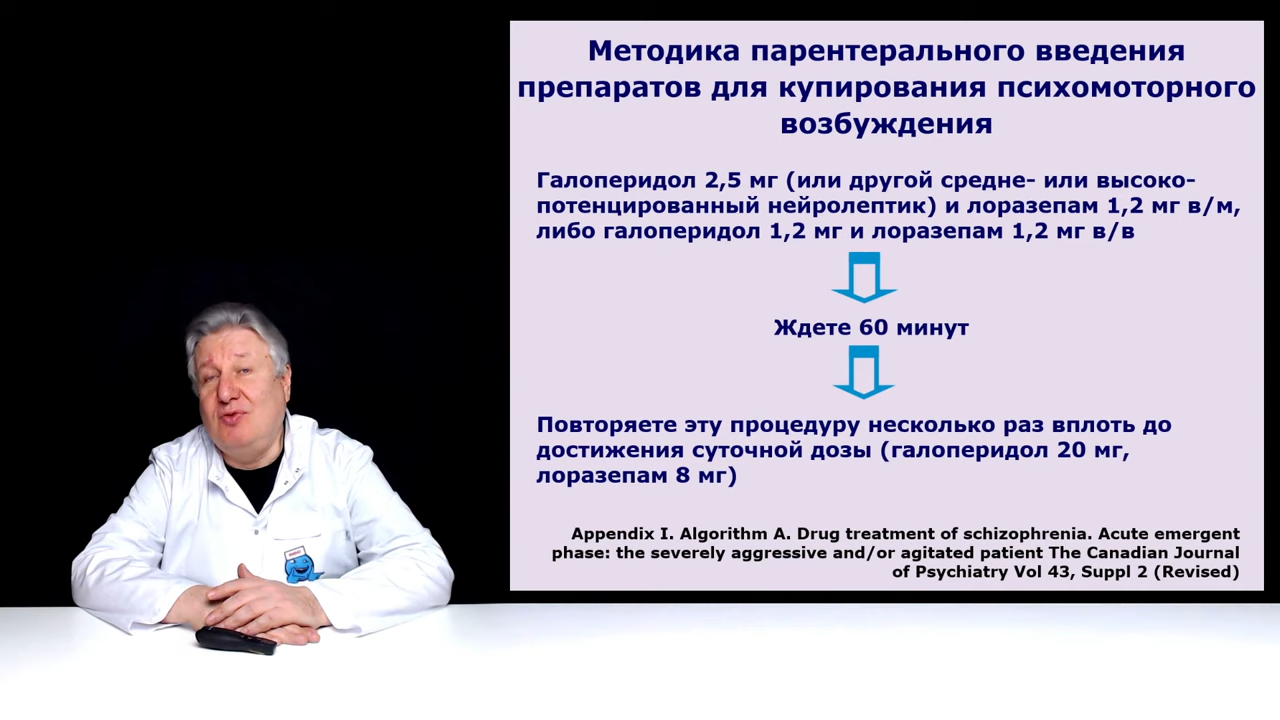 Методика парентерального введения
препаратов для купирования психомоторного
возбуждения
Галоперидол 2,5 мг (или другой средне- или высоко-
потенцированный нейролептик) и лоразепам 1,2 мг в/м,
либо галоперидол 1,2 мг и лоразепам 1,2 мг в/в
Ждете 60 минут
Повторяете эту процедуру несколько раз вплоть до
достижения суточной дозы (галоперидол 20 мг,
лоразепам 8 мг)
Appendix I. Algorithm A. Drug treatment of schizophrenia. Acute emergent
phase: the severely aggressive and/or agitated patient The Canadian Journal
of Psychiatry Vol 43, Suppl 2 (Revised)